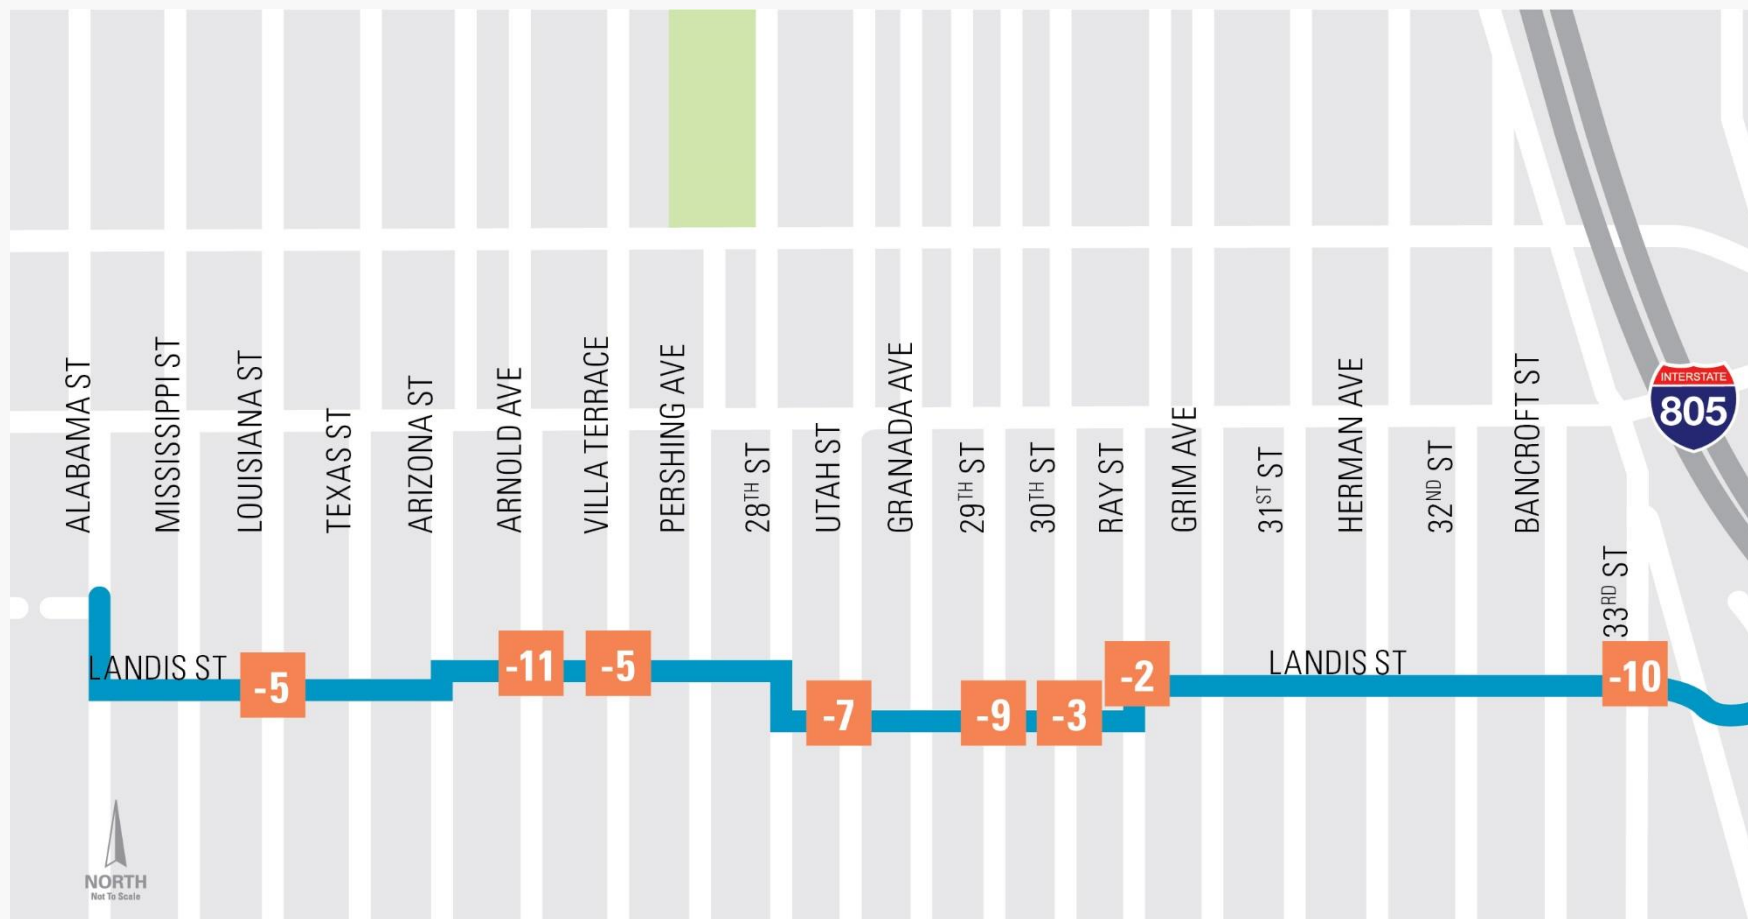 ALABAMA ST
MISSISSIPPI ST
LOUISIANA ST
TEXAS ST
ARIZONA ST
ARNOLD AVE
VILLA TERRACE
PERSHING AVE
28TH ST
UTAH ST
GRANADA AVE
29TH ST
30TH ST
RAY ST
GRIM AVE
31ST ST
HERMAN AVE
32ND ST
BANCROFT ST
33RD ST
INTERSTATE
805
LANDIS ST
-5
-11
-5
-7
-9
-3
-2
LANDIS ST
-10
NORTH
Not To Scale